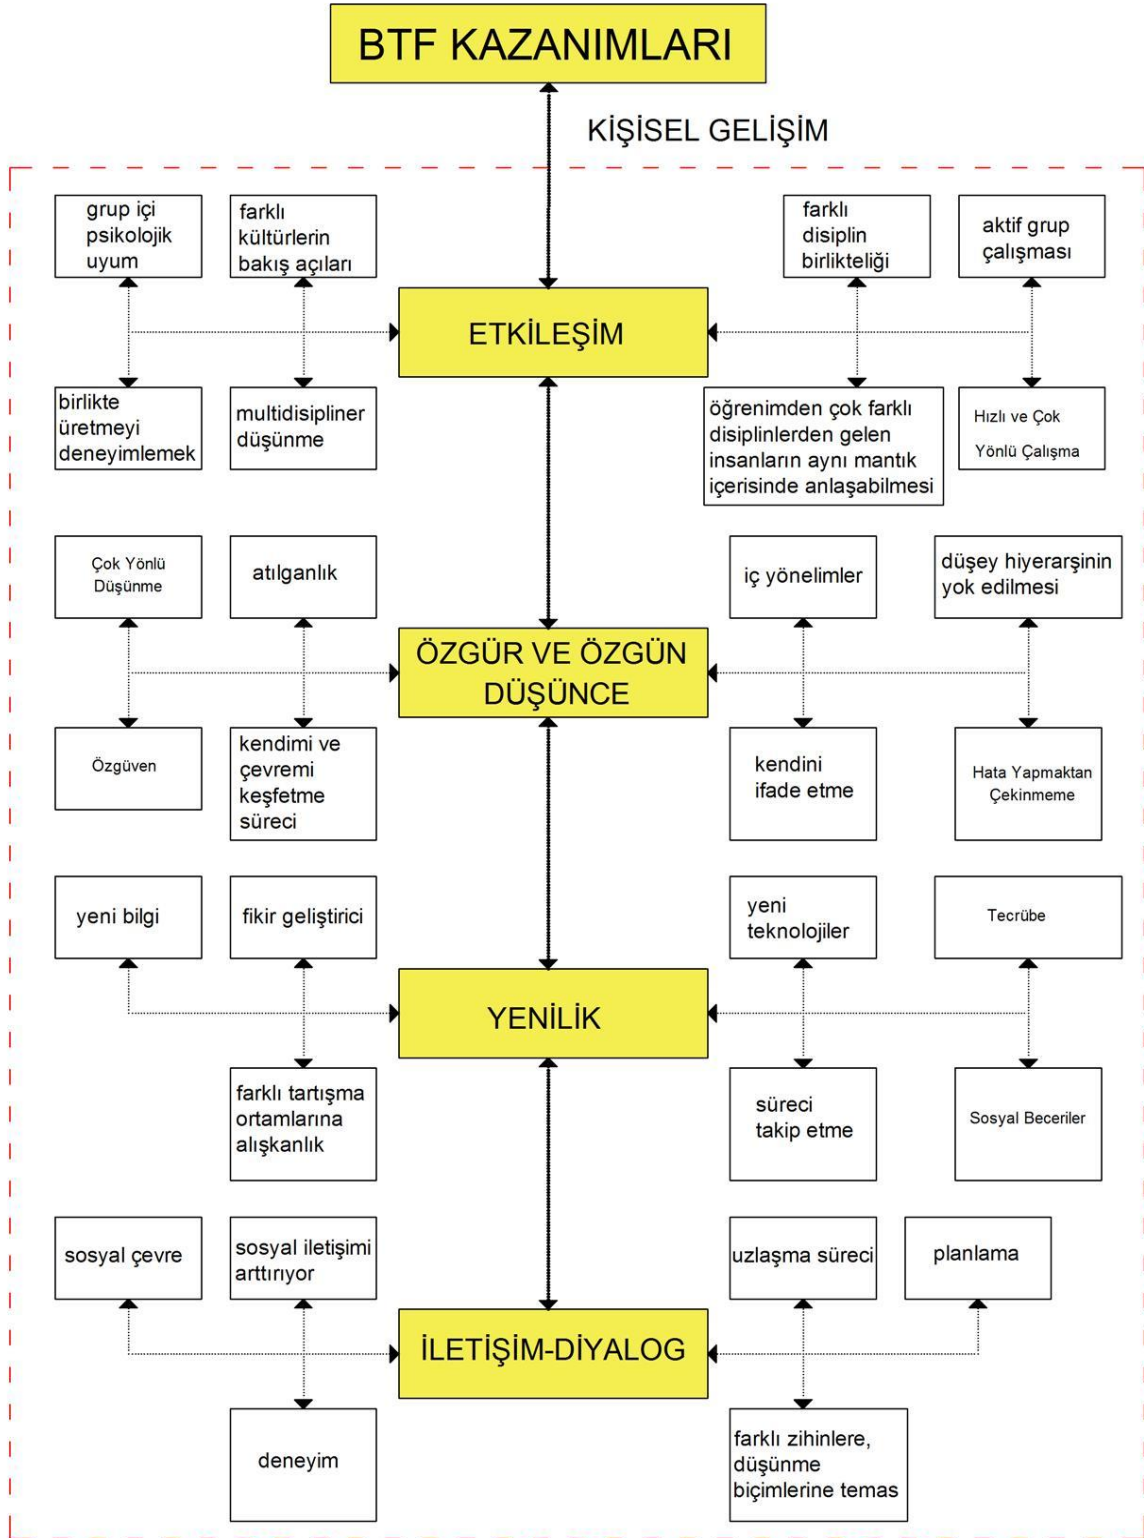 BTF KAZANIMLARI
KİŞİSEL GELİŞİM
grup içi
psikolojik
uyum
farklı
kültürlerin
bakış açıları
farklı
disiplin
birlikteliği
aktif grup
çalışması
ETKİLEŞİM
birlikte
üretmeyi
deneyimlemek
multidisipliner
düşünme
öğrenimden çok farklı
disiplinlerden gelen
insanların aynı mantık
içerisinde anlaşabilmesi
Hızlı ve Çok
Yönlü Çalışma
Çok Yönlü
Düşünme
atılganlık
iç yönelimler
düşey hiyerarşinin
yok edilmesi
ÖZGÜR VE ÖZGÜN
DÜŞÜNCE
Özgüven
kendimi ve
çevremi
keşfetme
süreci
kendini
ifade etme
Hata Yapmaktan
Çekinmeme
yeni bilgi
fikir geliştirici
yeni
teknolojiler
Tecrübe
YENİLİK
farklı tartışma
ortamlarına
alışkanlık
süreci
takip etme
Sosyal Beceriler
sosyal çevre
sosyal iletişimi
arttırıyor
uzlaşma süreci
planlama
İLETİŞİM-DİYALOG
deneyim
farklı zihinlere,
düşünme
biçimlerine temas